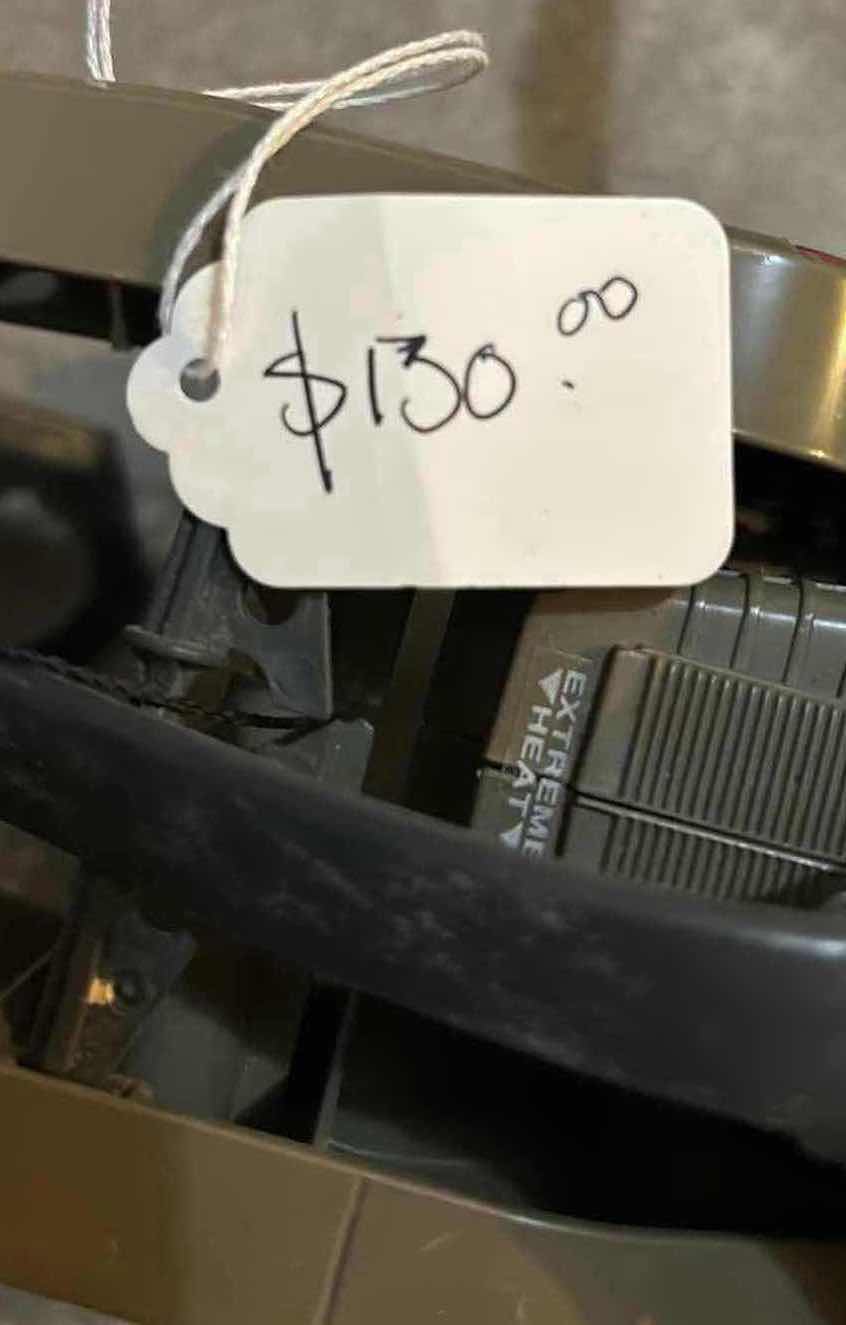 $130.00
EXTREME
HEAT